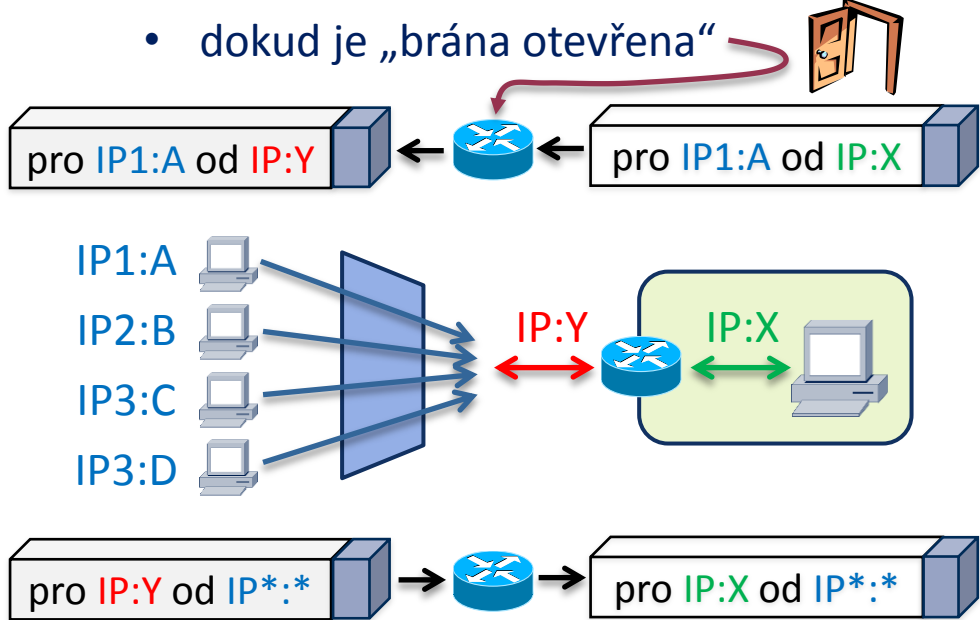 • dokud je „brána otevřena“
pro IP1:A od IP:Y
pro IP1:A od IP:X
IP1:A
IP2:B
IP:Y
IP:X
IP3:C
IP3:D
pro IP:Y od IP*:*
pro IP:X od IP*:*